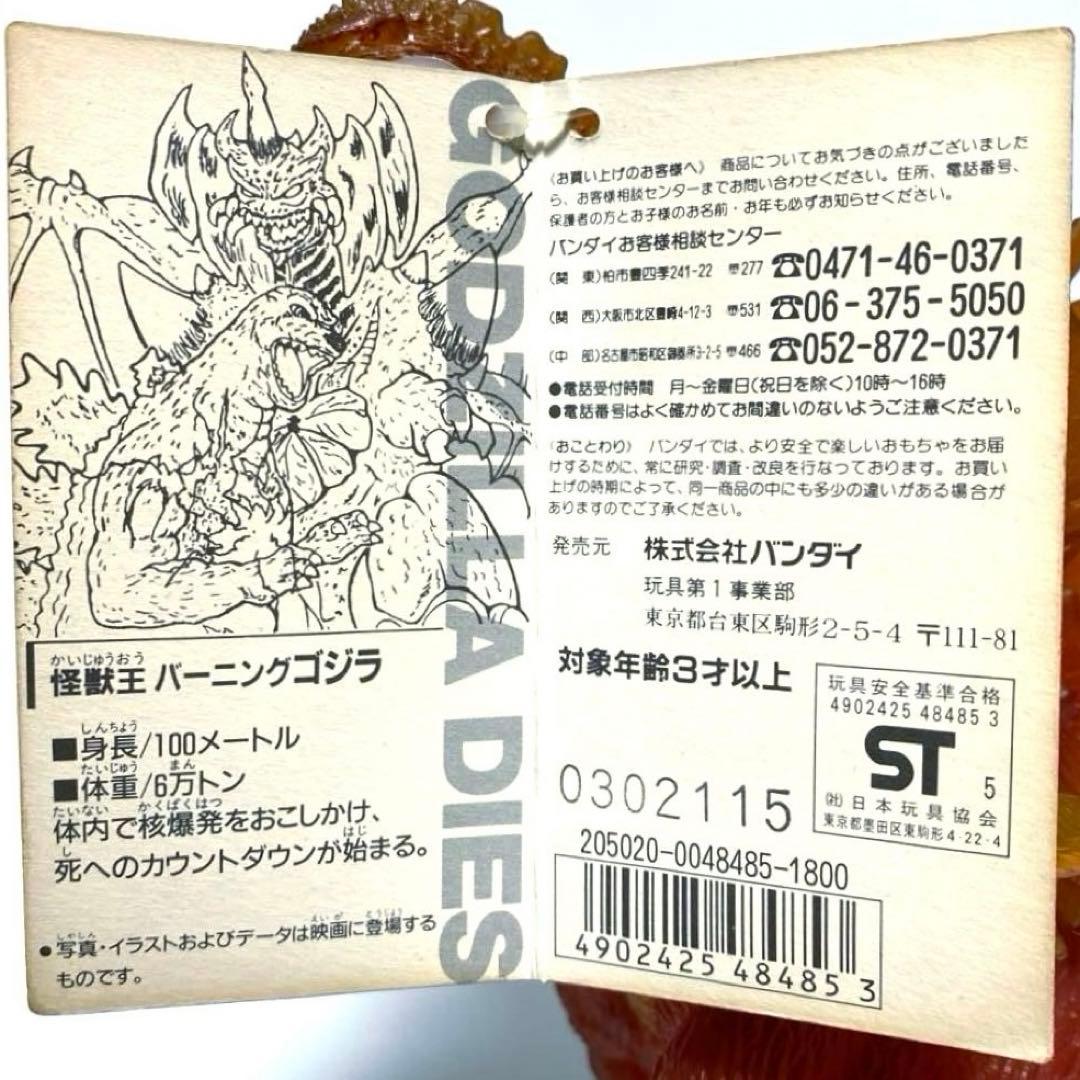 GODZILLA DIES
かいじゅうおう
怪獣王 バーニングゴジラ
しんちょう
■身長/100メートル
たいじゅう まん
■体重/6万トン
たいない かくばくはつ
体内で核爆発をおこしかけ、
し はじ
死へのカウントダウンが始まる。
しゃしん えいが とうじょう
●写真・イラストおよびデータは映画に登場する
ものです。
〈お買い上げのお客様へ〉 商品についてお気づきの点がございました
ら、お客様相談センターまでお問い合わせください。住所、電話番号、
保護者の方とお子様のお名前・お年も必ずお知らせください。
バンダイお客様相談センター
(関 東)柏市豊四季241-22 〒277 ☎0471-46-0371
(関 西)大阪市北区豊崎4-12-3 〒531 ☎06-375-5050
(中 部)名古屋市昭和区御器所3-2-5 〒466 ☎052-872-0371
●電話受付時間 月〜金曜日(祝日を除く)10時〜16時
●電話番号はよく確かめてお間違いのないようご注意ください。
〈おことわり〉 バンダイでは、より安全で楽しいおもちゃをお届
けするために、常に研究・調査・改良を行なっております。お買い
上げの時期によって、同一商品の中にも多少の違いがある場合が
ありますのでご了承ください。
発売元 株式会社バンダイ
玩具第1事業部
東京都台東区駒形2-5-4 〒111-81
対象年齢3才以上
玩具安全基準合格
4902425 48485 3
ST 5
(社)日本玩具協会
東京都墨田区東駒形4-22-4
0302115
205020-0048485-1800
4902425 484853